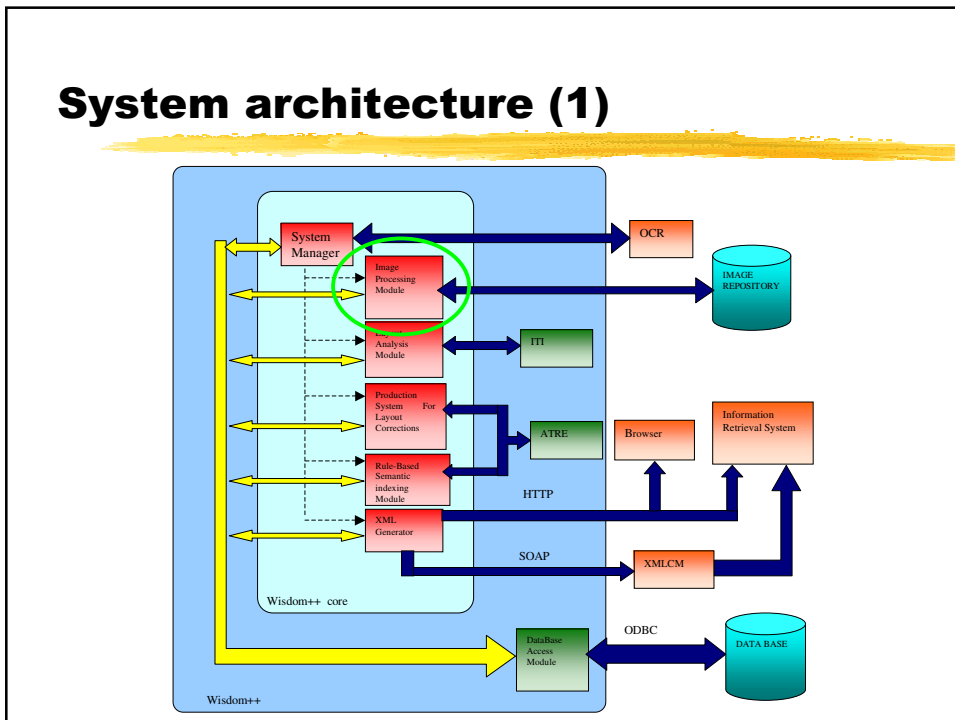 System architecture (1)
System
Manager
OCR
Image
Processing
Module
IMAGE
REPOSITORY
Analysis
Module
ITI
Production
System For
Layout
Corrections
ATRE
Browser
Information
Retrieval System
Rule-Based
Semantic
indexing
Module
HTTP
XML
Generator
SOAP
XMLCM
Wisdom++ core
DataBase
Access
Module
ODBC
DATA BASE
Wisdom++